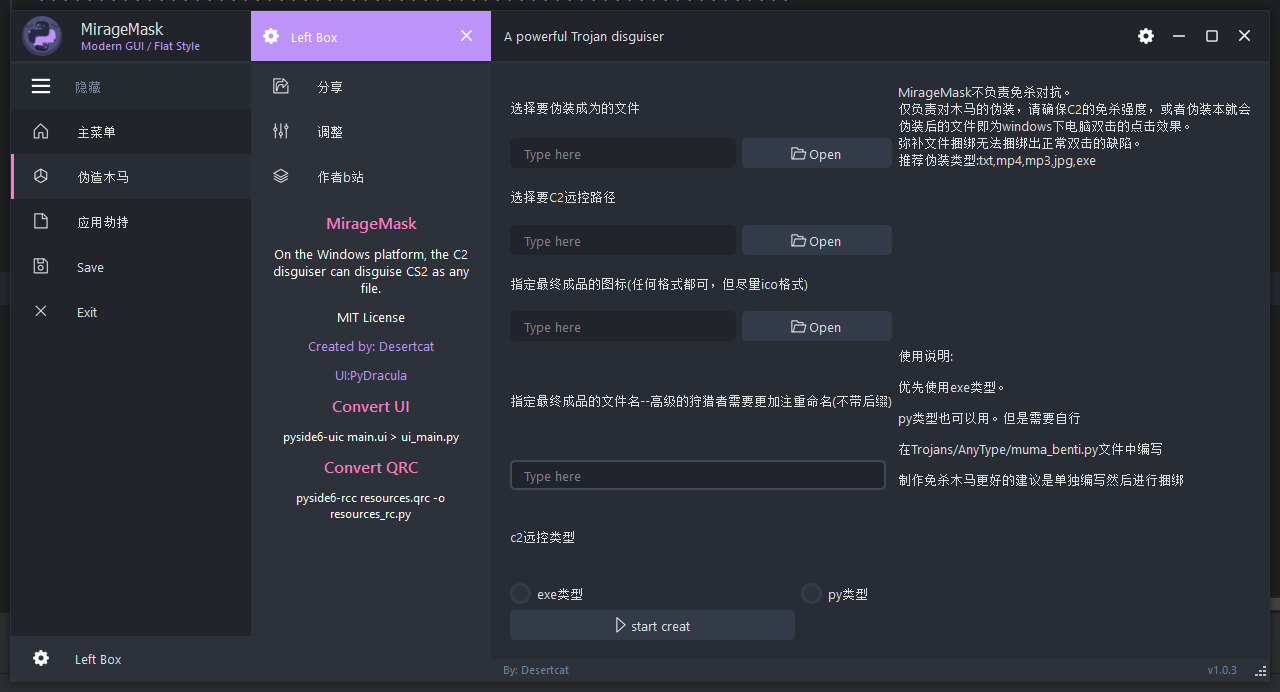 MirageMask
Modern GUI / Flat Style
隐藏
主菜单
伪造木马
应用劫持
Save
Exit
Left Box
Left Box
分享
调整
作者b站
MirageMask
On the Windows platform, the C2
disguiser can disguise CS2 as any
file.
MIT License
Created by: Desertcat
UI:PyDracula
Convert UI
pyside6-uic main.ui > ui_main.py
Convert QRC
pyside6-rcc resources.qrc -o
resources_rc.py
A powerful Trojan disguiser
选择要伪装成为的文件
Type here
Open
选择要C2远控路径
Type here
Open
指定最终成品的图标(任何格式都可，但尽量ico格式)
Type here
Open
指定最终成品的文件名--高级的狩猎者需要更加注重命名(不带后缀)
Type here
c2远控类型
exe类型
py类型
start creat
MirageMask不负责免杀对抗。
仅负责对木马的伪装，请确保C2的免杀强度，或者伪装本就会
伪装后的文件即为windows下电脑双击的点击效果。
弥补文件捆绑无法捆绑出正常双击的缺陷。
推荐伪装类型:txt,mp4,mp3,jpg,exe
使用说明:
优先使用exe类型。
py类型也可以用。但是需要自行
在Trojans/AnyType/muma_benti.py文件中编写
制作免杀木马更好的建议是单独编写然后进行捆绑
By: Desertcat
v1.0.3